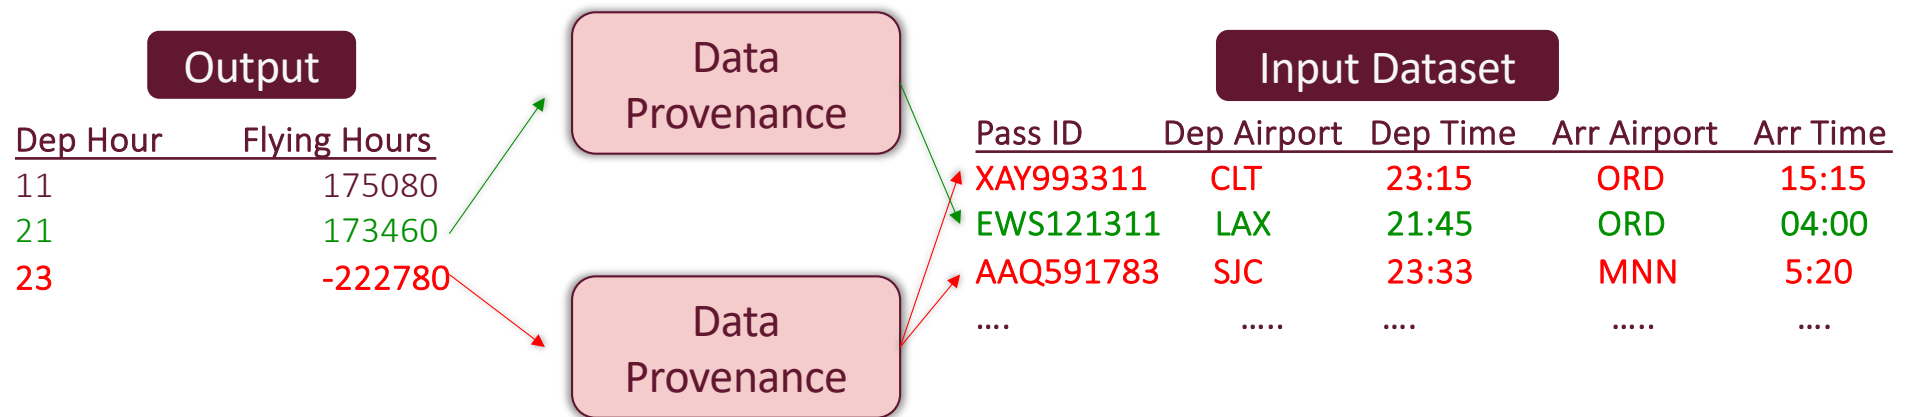 Output
Dep Hour Flying Hours
11 175080
21 173460
23 -222780
Data
Provenance
Data
Provenance
Input Dataset
Pass ID Dep Airport Dep Time Arr Airport Arr Time
XAY993311 CLT 23:15 ORD 15:15
EWS121311 LAX 21:45 ORD 04:00
AAQ591783 SJC 23:33 MNN 5:20
.... ..... .... ..... ....